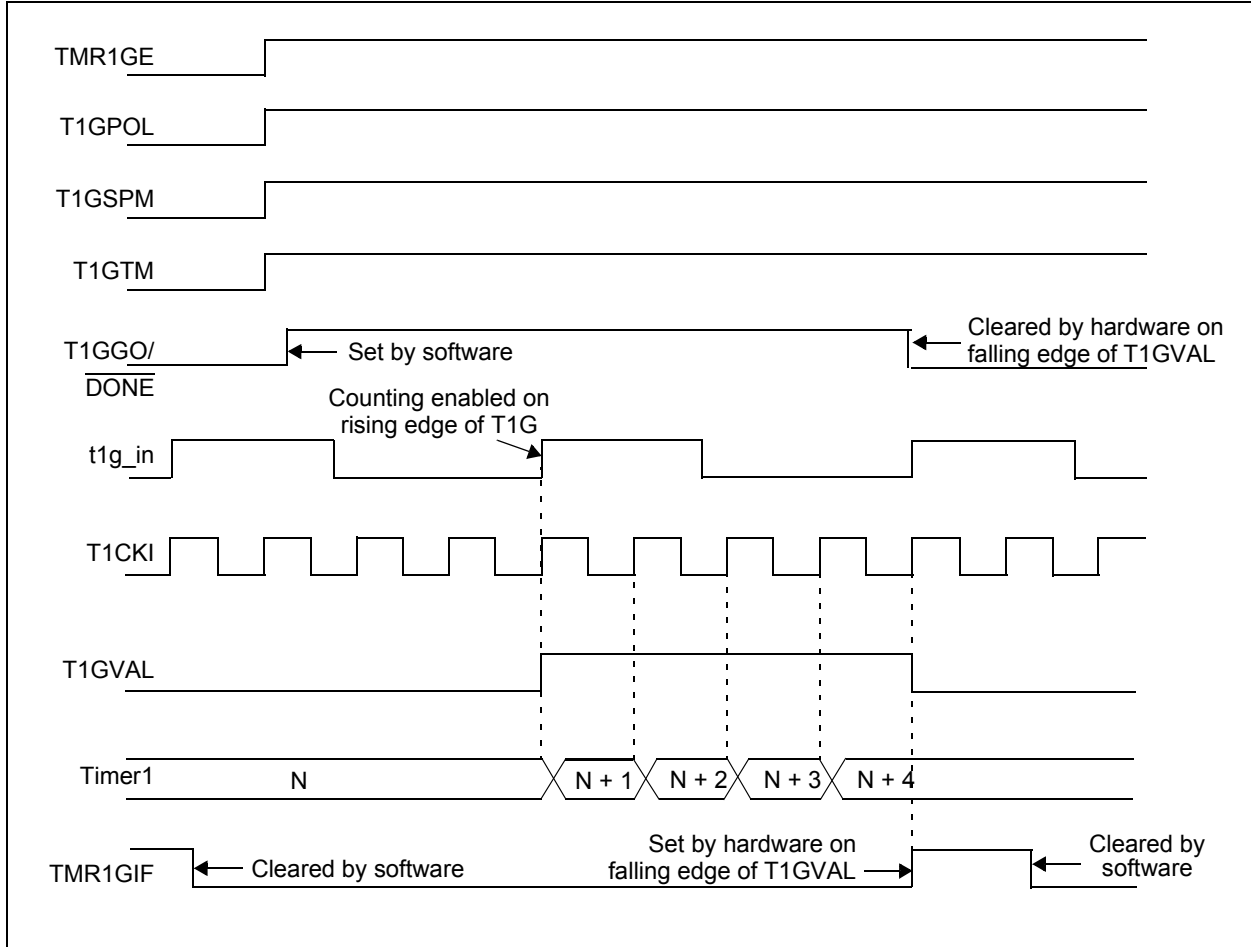 TMR1GE
T1GPOL
T1GSPM
T1GTM
T1GGO/
DONE
Set by software
Cleared by hardware on
falling edge of T1GVAL
Counting enabled on
rising edge of T1G
t1g_in
T1CKI
T1GVAL
Timer1
N
N + 1
N + 2
N + 3
N + 4
TMR1GIF
Cleared by software
Set by hardware on
falling edge of T1GVAL
Cleared by
software